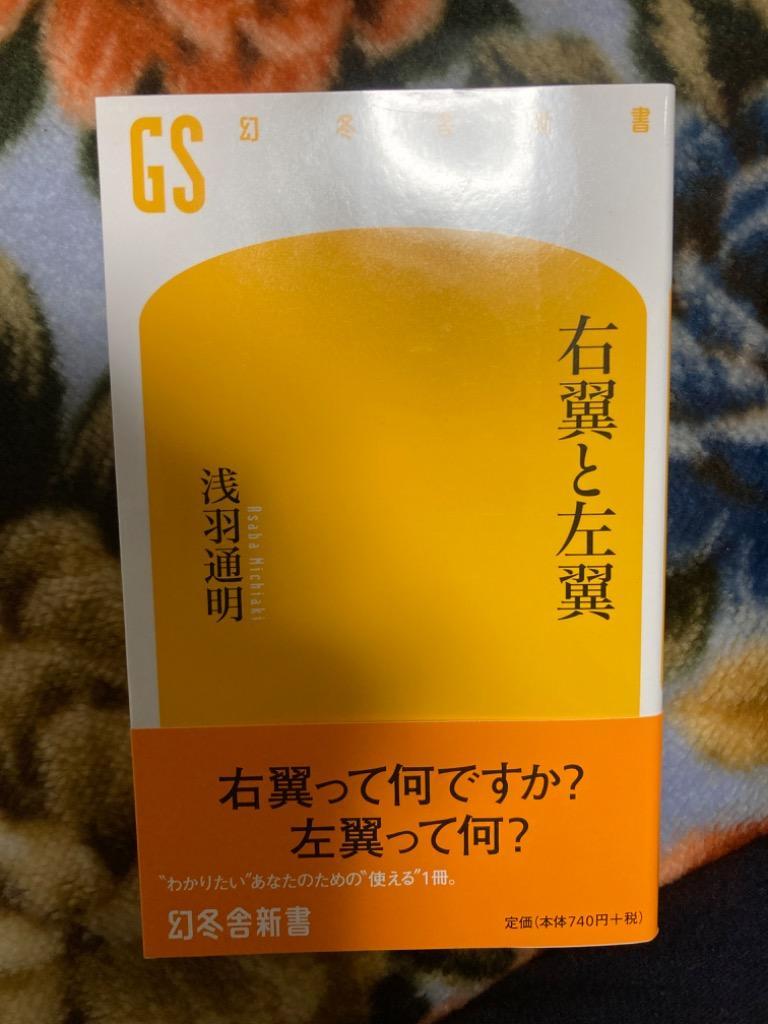 GS
幻冬舎新書
右翼と左翼
浅羽通明
Asaba Michiaki
右翼って何ですか?
左翼って何?
"わかりたい"あなたのための"使える"1冊。
幻冬舎新書
定価(本体740円+税)